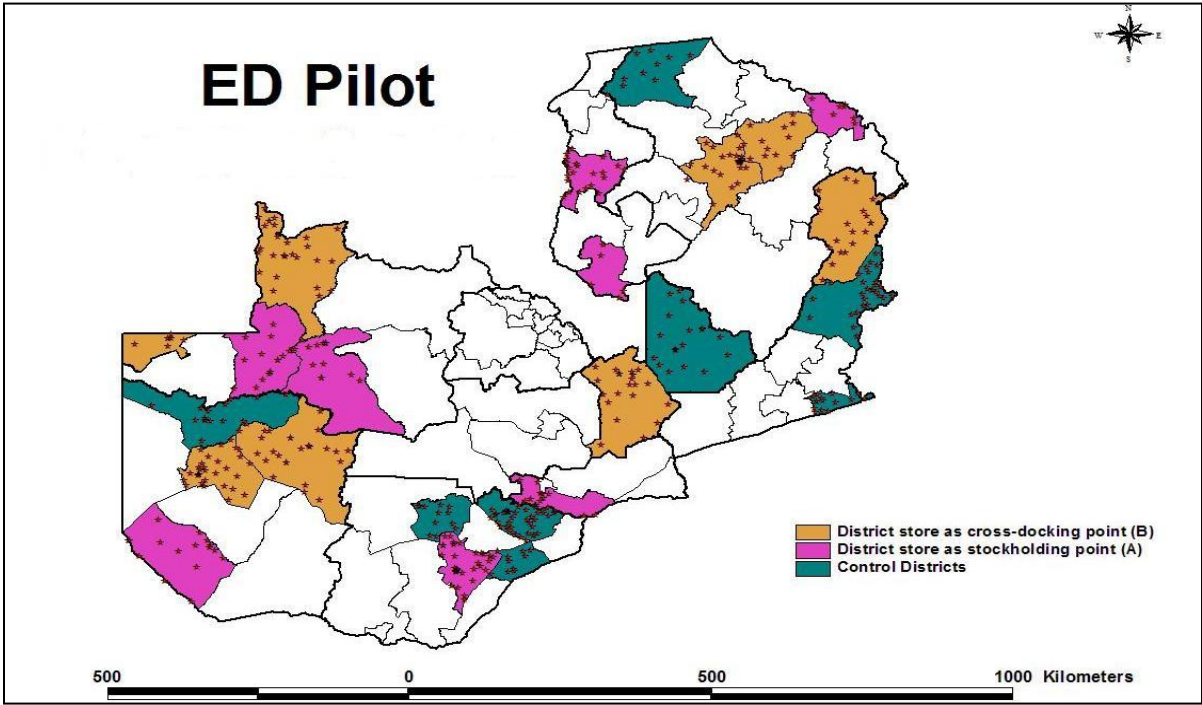 N
W E
S
ED Pilot
District store as cross-docking point (B)
District store as stockholding point (A)
Control Districts
500 0 500 1000 Kilometers